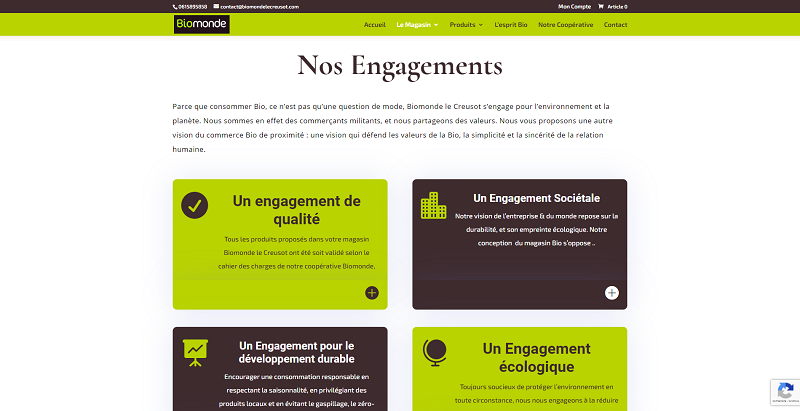 0615895858 contact@biomondelecreusot.com Mon Compte Article 0
Biomonde Accueil Le Magasin Produits L'esprit Bio Notre Coopérative Contact
Nos Engagements
Parce que consommer Bio, ce n'est pas qu'une question de mode, Biomonde le Creusot s'engage pour l'environnement et la
planète. Nous sommes en effet des commerçants militants, et nous partageons des valeurs. Nous vous proposons une autre
vision du commerce Bio de proximité : une vision qui défend les valeurs de la Bio, la simplicité et la sincérité de la relation
humaine.
Un engagement de
qualité
Tous les produits proposés dans votre magasin
Biomonde le Creusot ont été soit validé selon le
cahier des charges de notre coopérative Biomonde.
Un Engagement Sociétale
Notre vision de l'entreprise & du monde repose sur la
durabilité, et son empreinte écologique. Notre
conception du magasin Bio s'oppose ..
Un Engagement pour le
développement durable
Encourager une consommation responsable en
respectant la saisonnalité, en privilégiant des
produits locaux et en évitant le gaspillage, le zéro-
Un Engagement
écologique
Toujours soucieux de protéger l'environnement en
toute circonstance, nous nous engageons à la réduire